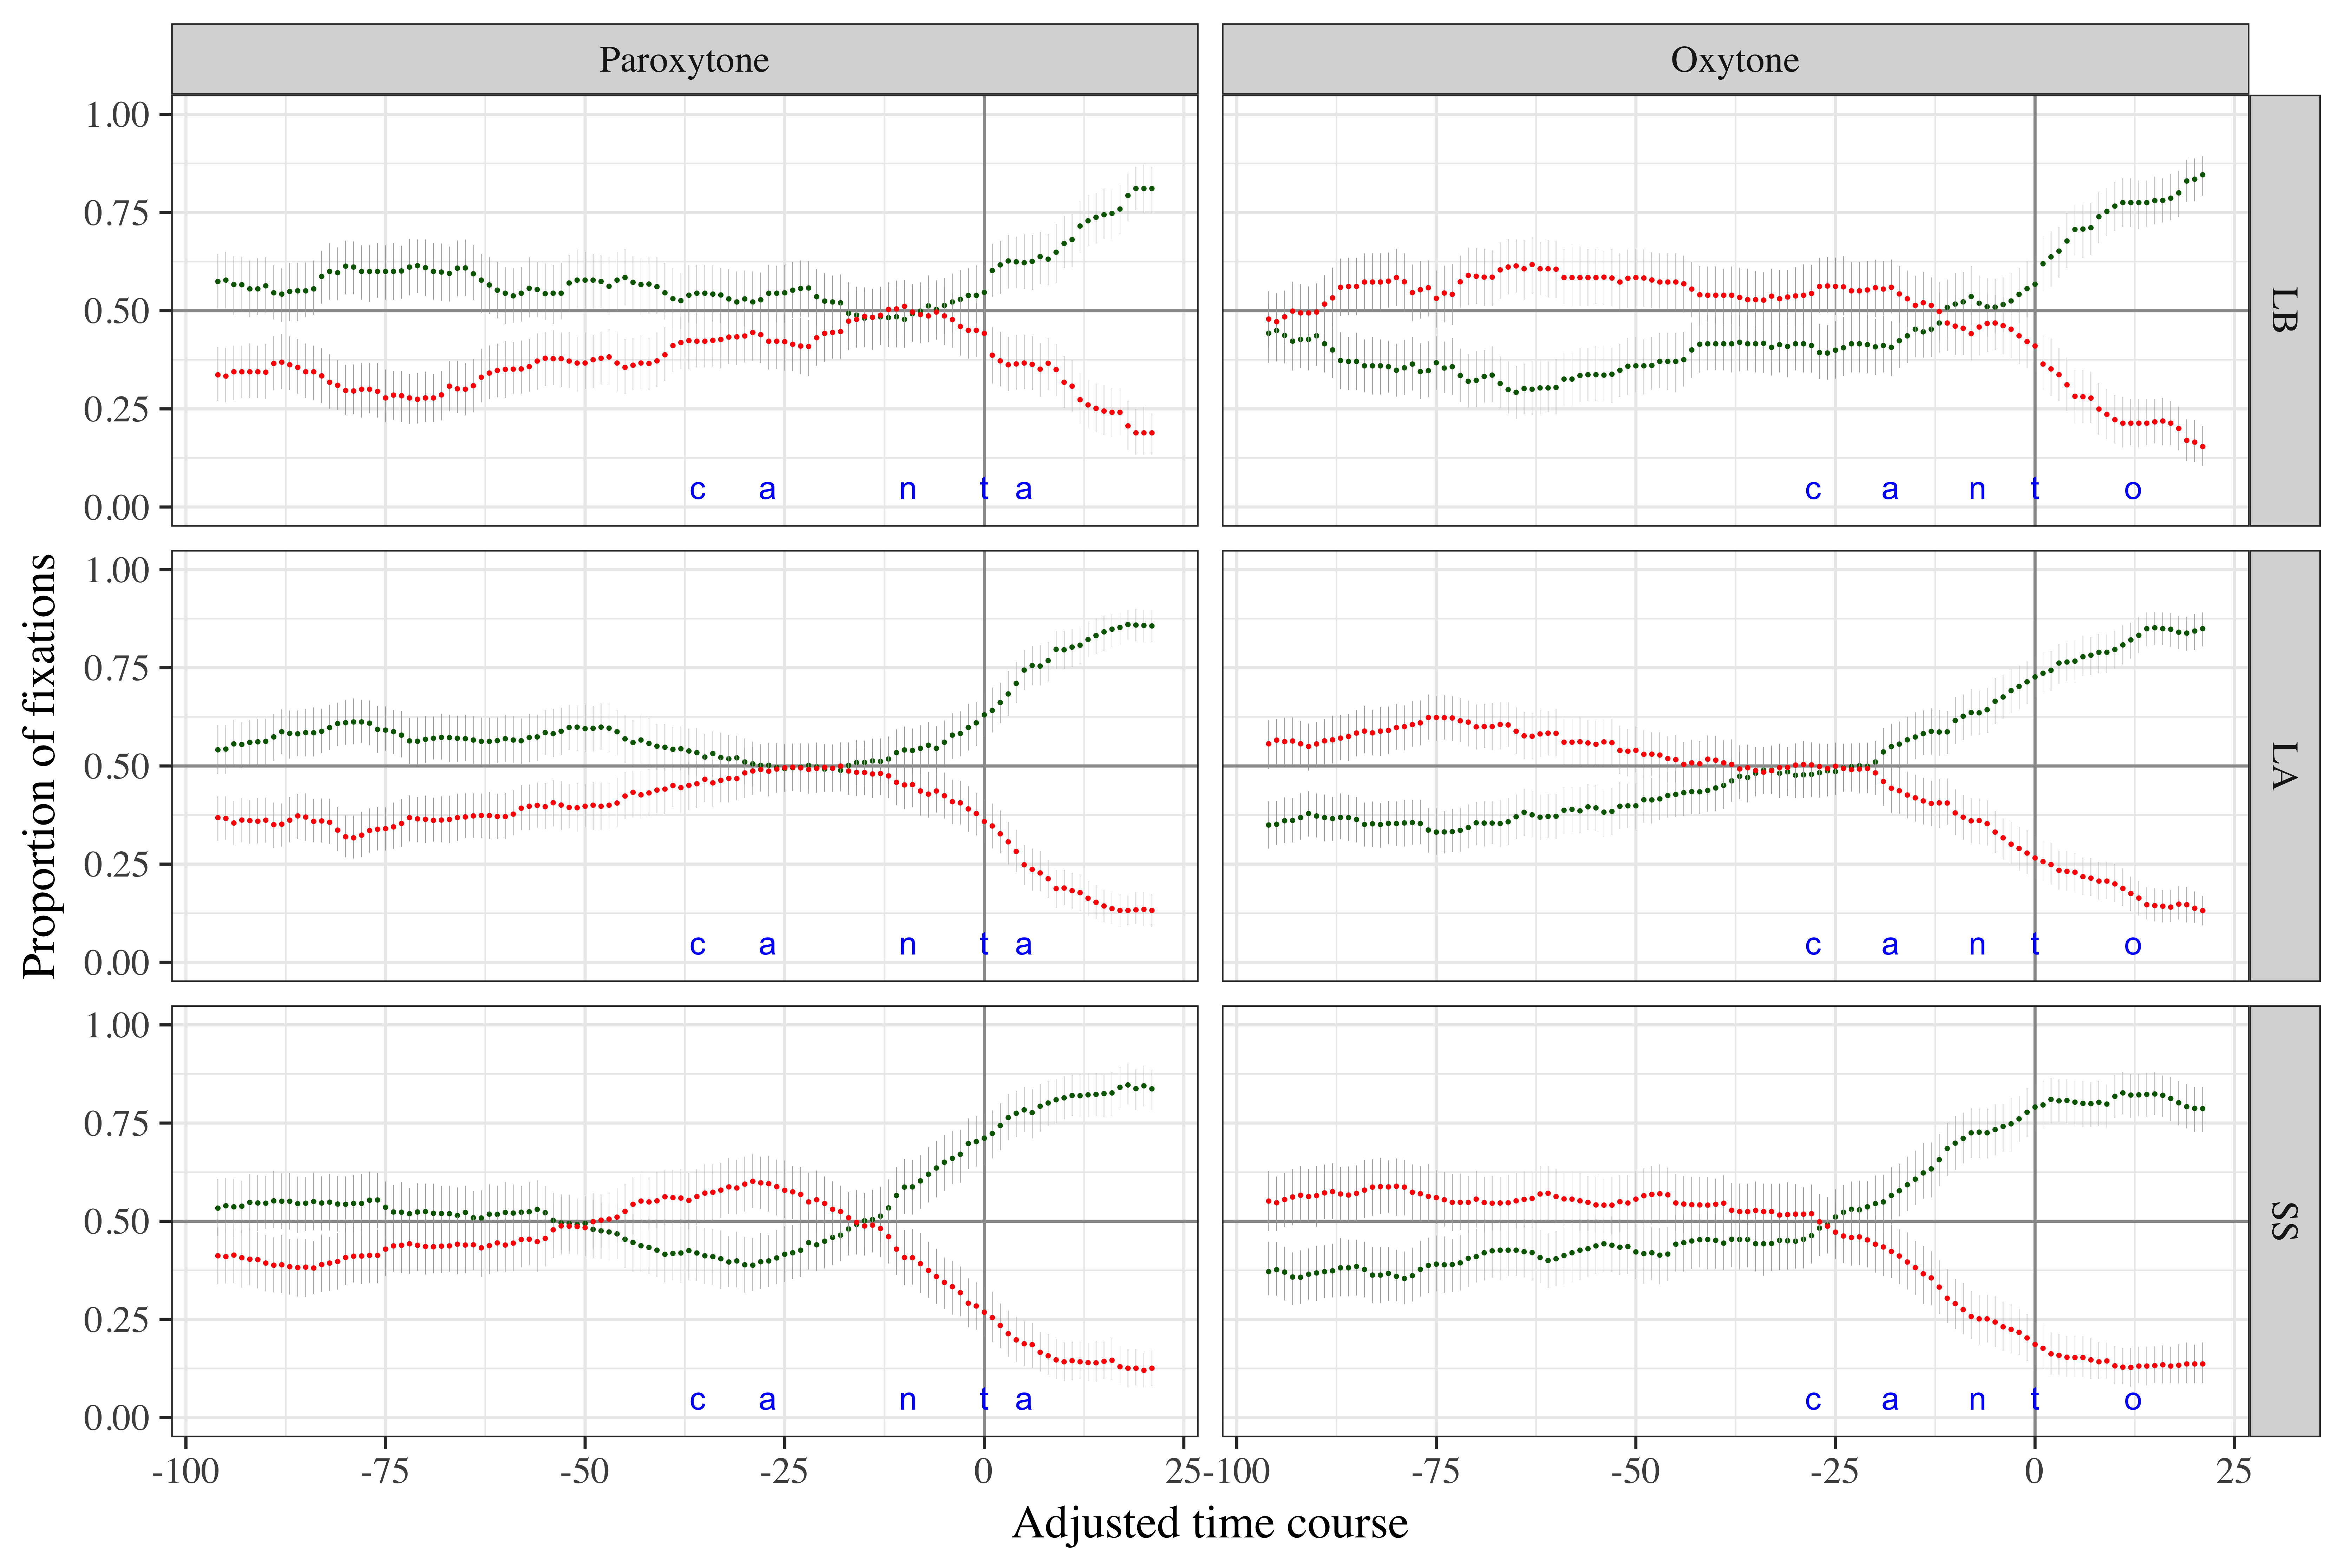 Paroxytone Oxytone
Proportion of fixations
1.00
0.75
0.50
0.25
0.00
c a n t a
c a n t o
LB
1.00
0.75
0.50
0.25
0.00
c a n t a
c a n t o
LA
1.00
0.75
0.50
0.25
0.00
c a n t a
c a n t o
SS
-100 -75 -50 -25 0 25 -100 -75 -50 -25 0 25
Adjusted time course